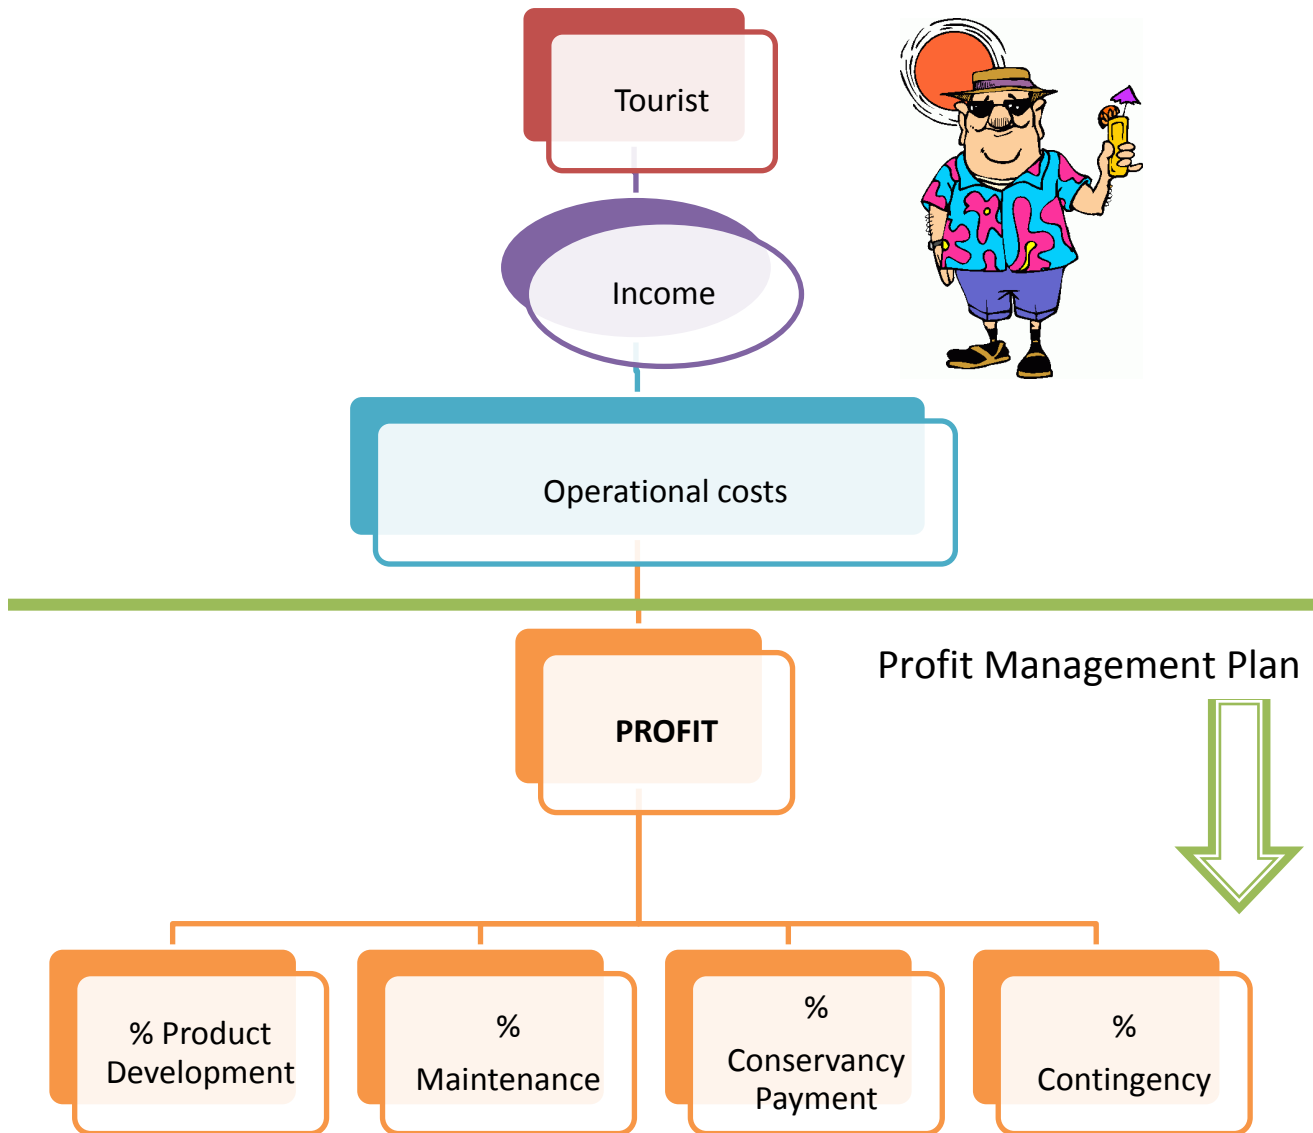 Tourist
Income
Operational costs
Profit Management Plan
PROFIT
% Product
Development
%
Maintenance
%
Conservancy
Payment
%
Contingency